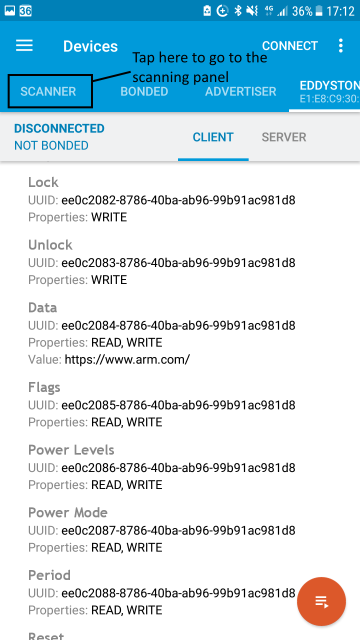 36
4G
36%
17:12
Devices
CONNECT
Tap here to go to the
scanning panel
SCANNER
BONDED
ADVERTISER
EDDYSTON
E1:E8:C9:30:
DISCONNECTED
NOT BONDED
CLIENT
SERVER
Lock
UUID: ee0c2082-8786-40ba-ab96-99b91ac981d8
Properties: WRITE
Unlock
UUID: ee0c2083-8786-40ba-ab96-99b91ac981d8
Properties: WRITE
Data
UUID: ee0c2084-8786-40ba-ab96-99b91ac981d8
Properties: READ, WRITE
Value: https://www.arm.com/
Flags
UUID: ee0c2085-8786-40ba-ab96-99b91ac981d8
Properties: READ, WRITE
Power Levels
UUID: ee0c2086-8786-40ba-ab96-99b91ac981d8
Properties: READ, WRITE
Power Mode
UUID: ee0c2087-8786-40ba-ab96-99b91ac981d8
Properties: READ, WRITE
Period
UUID: ee0c2088-8786-40ba-ab96-99b91ac981d8
Properties: READ, WRITE
Reset